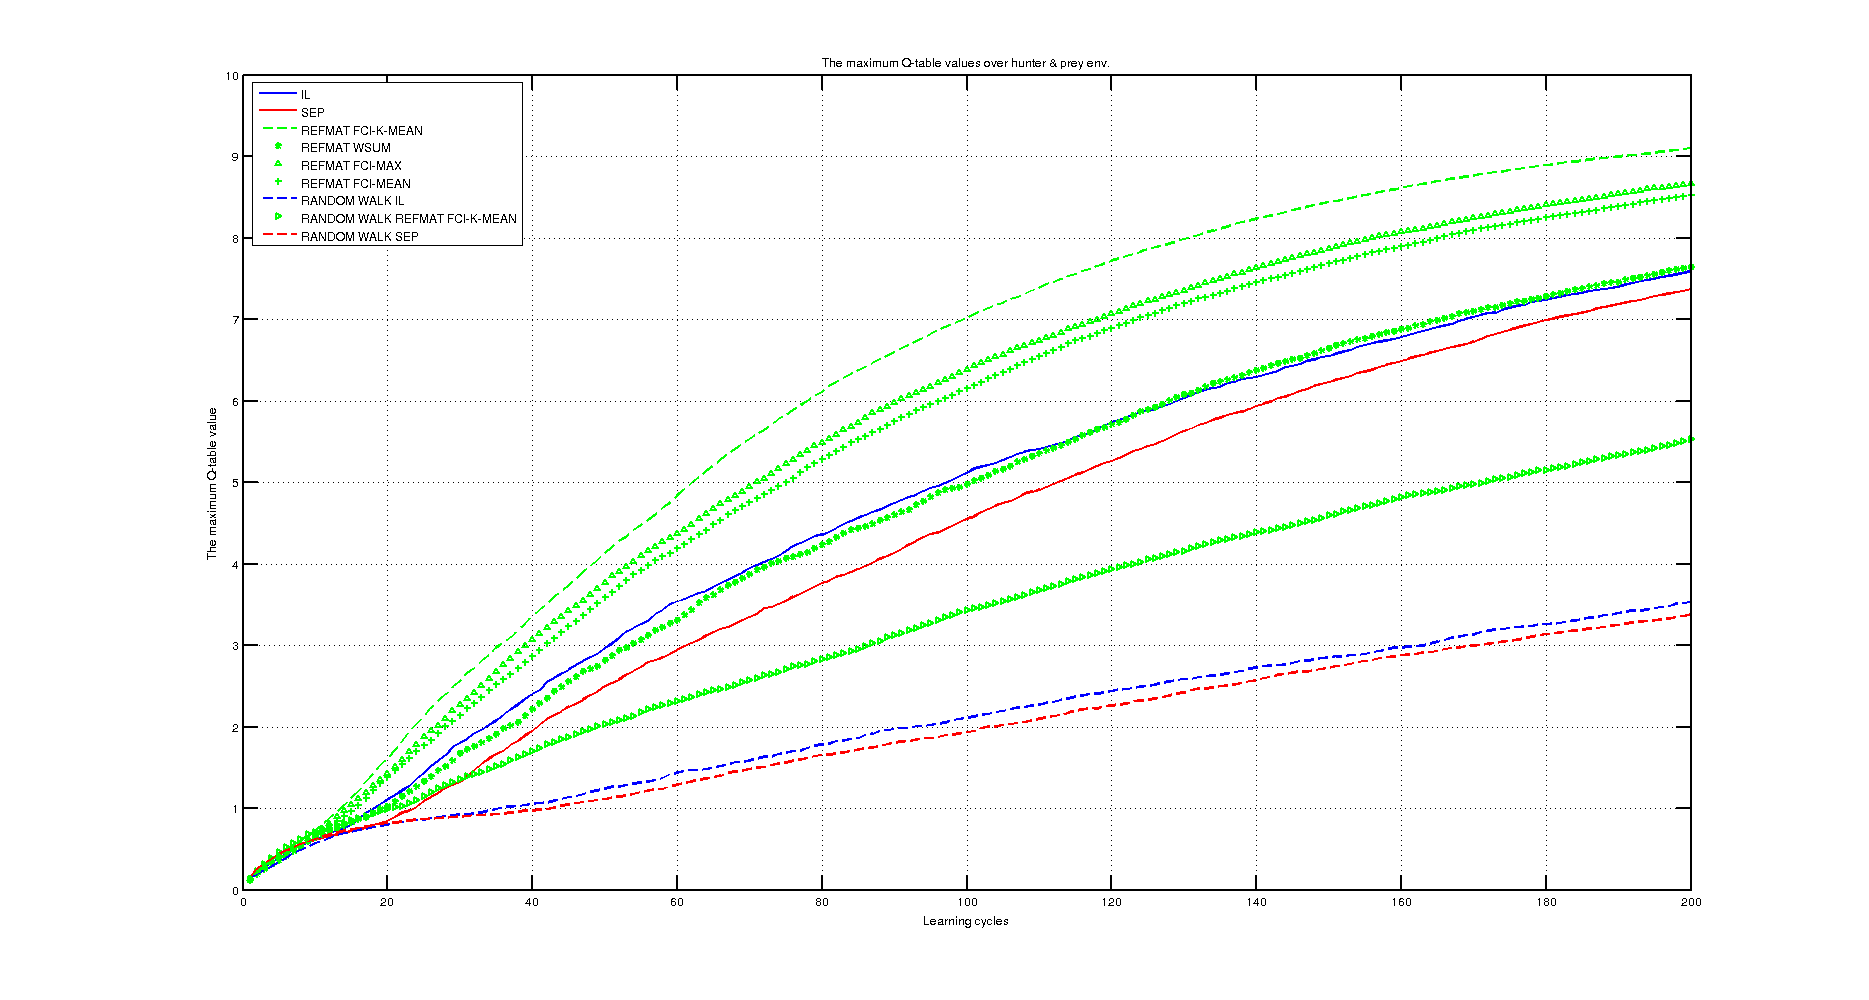 The maximum Q-table values over hunter & prey env.
10
9
8
7
6
5
4
3
2
1
0
The maximum Q-table value
IL
SEP
REFMAT FCI-K-MEAN
REFMAT WSUM
REFMAT FCI-MAX
REFMAT FCI-MEAN
RANDOM WALK IL
RANDOM WALK REFMAT FCI-K-MEAN
RANDOM WALK SEP
0 20 40 60 80 100 120 140 160 180 200
Learning cycles